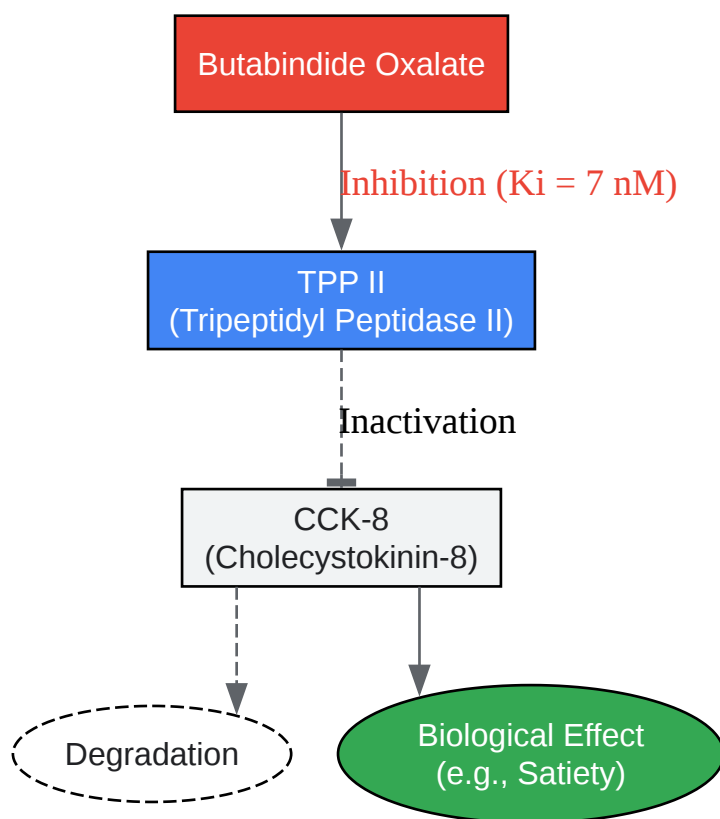 Butabindide Oxalate
Inhibition (Ki = 7 nM)
TPP II
(Tripeptidyl Peptidase II)
Inactivation
CCK-8
(Cholecystokinin-8)
Degradation
Biological Effect
(e.g., Satiety)